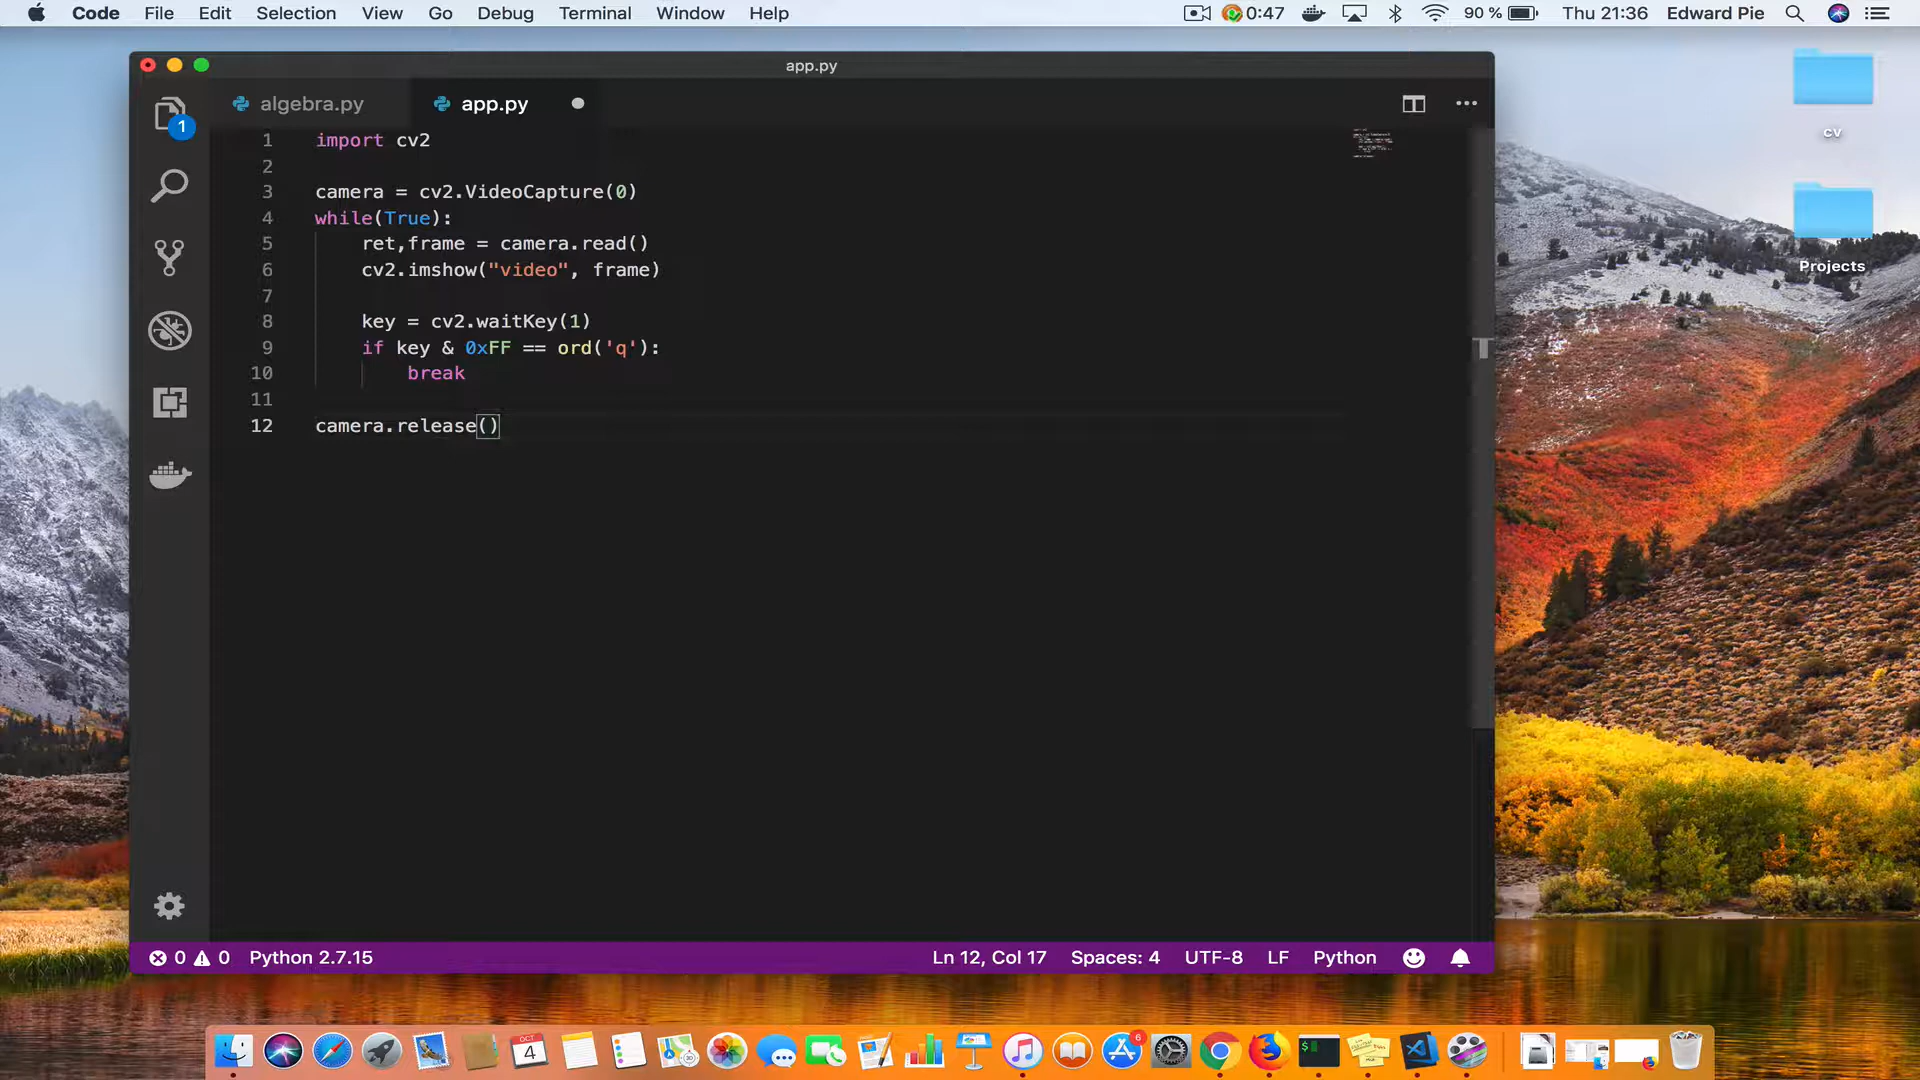 Code File Edit Selection View Go Debug Terminal Window Help 0:47 90 % Thu 21:36 Edward Pie
app.py
cv
Projects
1
algebra.py app.py
1 import cv2
2
3 camera = cv2.VideoCapture(0)
4 while(True):
5 ret,frame = camera.read()
6 cv2.imshow("video", frame)
7
8 key = cv2.waitKey(1)
9 if key & 0xFF == ord('q'):
10 break
11
12 camera.release()
0 0 Python 2.7.15 Ln 12, Col 17 Spaces: 4 UTF-8 LF Python
OCT
4
6
$